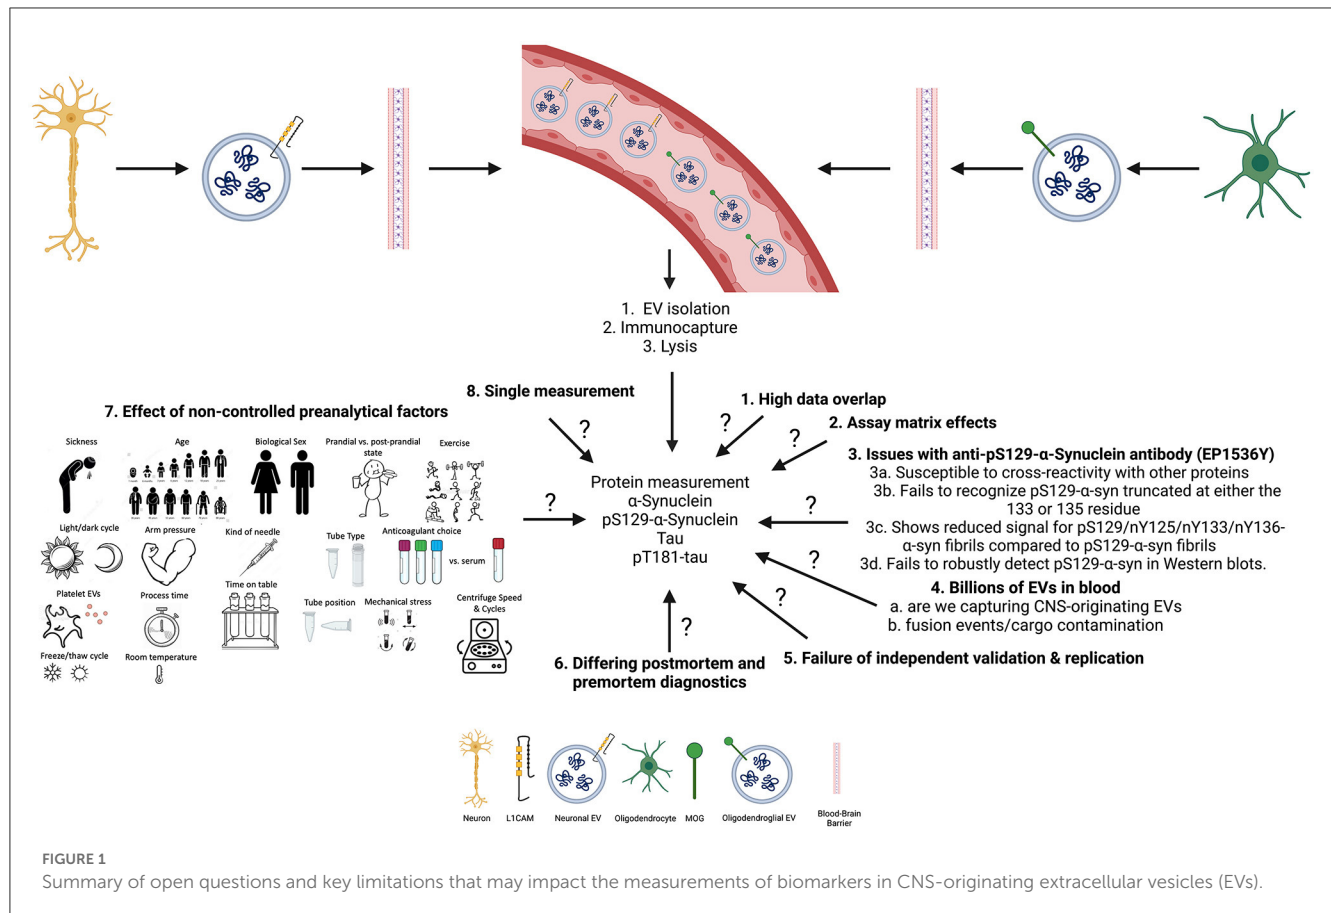 1. EV isolation
2. Immunocapture
3. Lysis
8. Single measurement
1. High data overlap
2. Assay matrix effects
3. Issues with anti-pS129-α-Synuclein antibody (EP1536Y)
3a. Susceptible to cross-reactivity with other proteins
3b. Fails to recognize pS129-α-syn truncated at either the
133 or 135 residue
3c. Shows reduced signal for pS129/nY125/nY133/nY136-
α-syn fibrils compared to pS129-α-syn fibrils
3d. Fails to robustly detect pS129-α-syn in Western blots.
4. Billions of EVs in blood
a. are we capturing CNS-originating EVs
b. fusion events/cargo contamination
5. Failure of independent validation & replication
6. Differing postmortem and
premortem diagnostics
7. Effect of non-controlled preanalytical factors
Sickness
Age
Biological Sex
Prandial vs. post-prandial
state
Exercise
Light/dark cycle
Arm pressure
Kind of needle
Tube Type
Anticoagulant choice
vs. serum
Platelet EVs
Process time
Time on table
Tube position
Mechanical stress
Centrifuge Speed
& Cycles
Freeze/thaw cycle
Room temperature
Protein measurement
α-Synuclein
pS129-α-Synuclein
Tau
pT181-tau
?
?
?
?
?
?
?
?
Neuron
L1CAM
Neuronal EV
Oligodendrocyte
MOG
Oligodendroglial EV
Blood-Brain
Barrier
FIGURE 1
Summary of open questions and key limitations that may impact the measurements of biomarkers in CNS-originating extracellular vesicles (EVs).